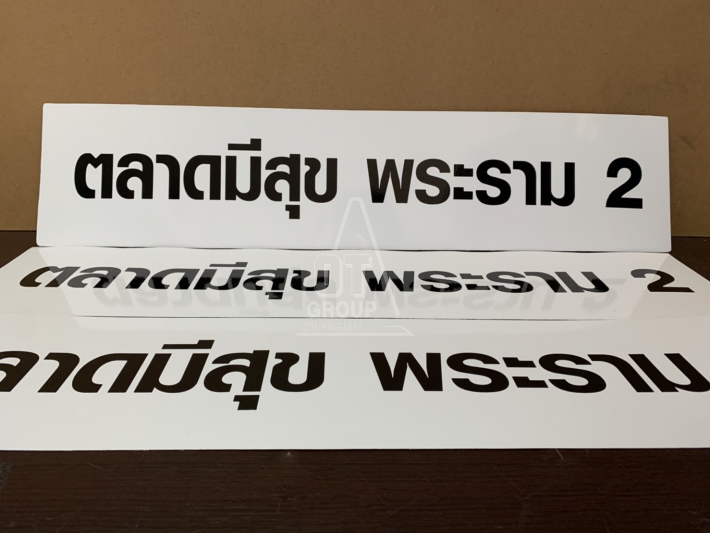 ตลาดมีสุข พระราม 2
ตลาดมีสุข พระราม 2
OT
GROUP
ลาดมีสุข พระราม